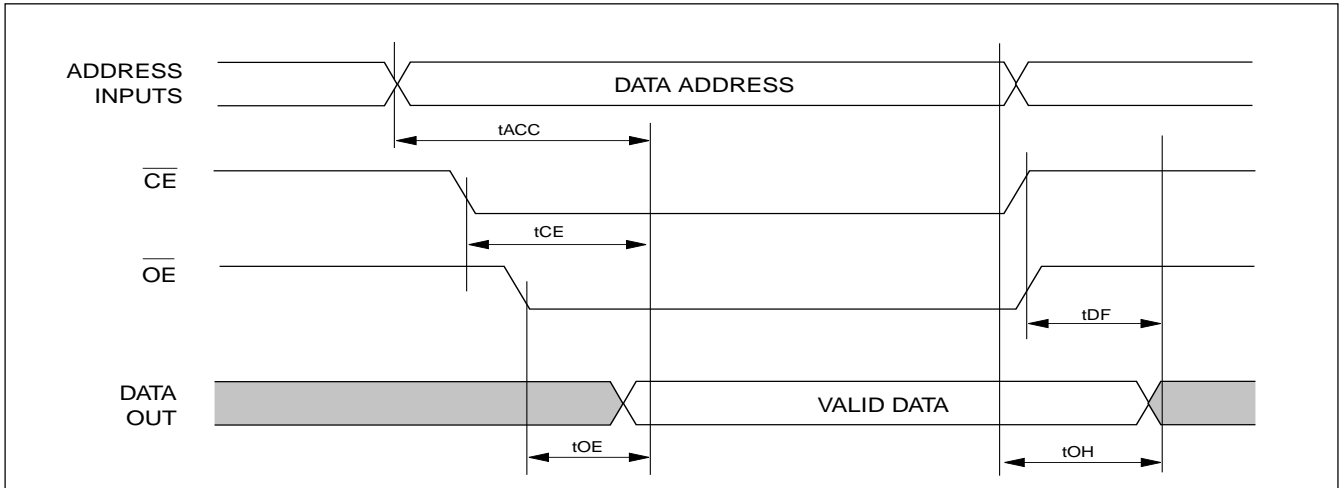 ADDRESS
INPUTS
DATA ADDRESS
tACC
CE
tCE
OE
tDF
DATA
OUT
VALID DATA
tOE
tOH